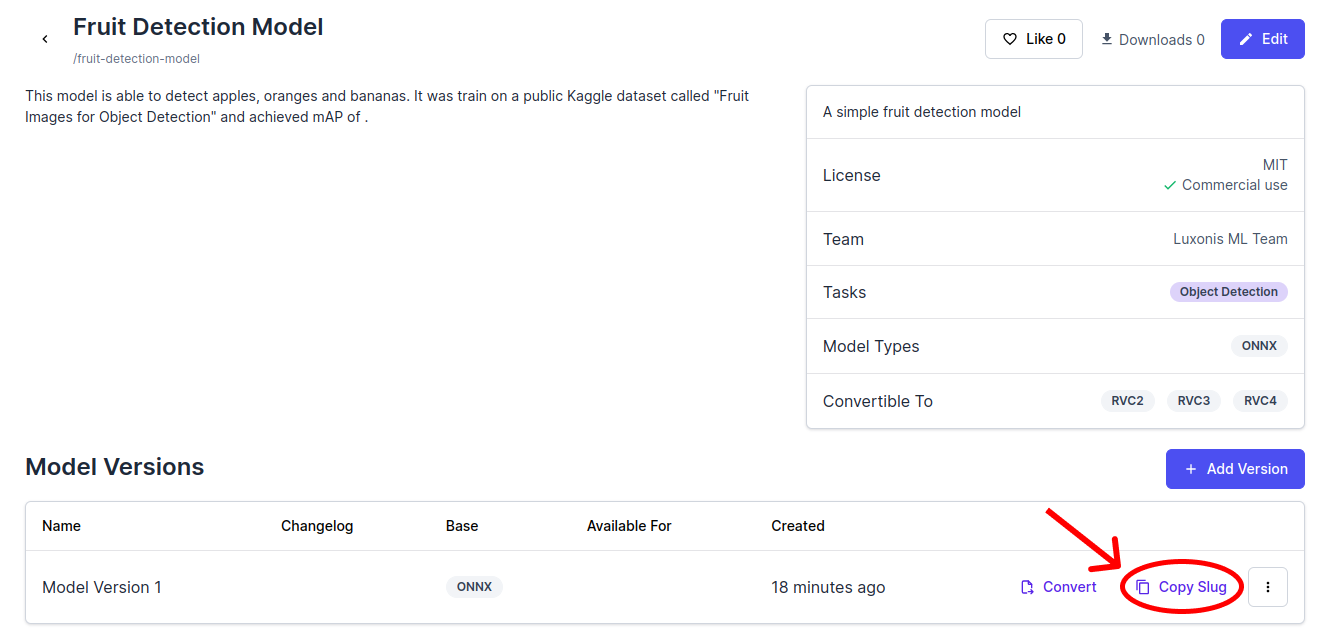 Fruit Detection Model
/fruit-detection-model
Like 0
Downloads 0
Edit
This model is able to detect apples, oranges and bananas. It was train on a public Kaggle dataset called "Fruit
Images for Object Detection" and achieved mAP of .
A simple fruit detection model
License
MIT
Commercial use
Team
Luxonis ML Team
Tasks
Object Detection
Model Types
ONNX
Convertible To
RVC2 RVC3 RVC4
Model Versions
+ Add Version
Name Changelog Base Available For Created
Model Version 1 ONNX 18 minutes ago Convert Copy Slug